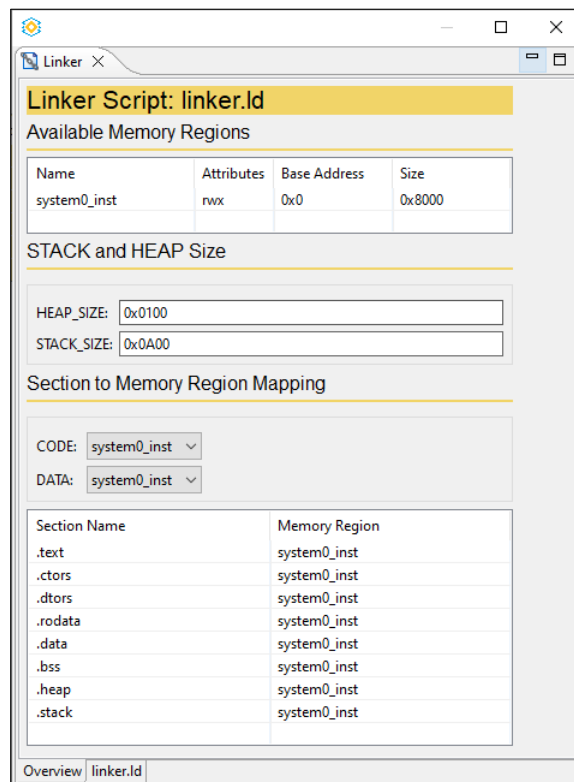 Linker
Linker Script: linker.ld
Available Memory Regions
Name Attributes Base Address Size
system0_inst rwx 0x0 0x8000
STACK and HEAP Size
HEAP_SIZE: 0x0100
STACK_SIZE: 0x0A00
Section to Memory Region Mapping
CODE: system0_inst
DATA: system0_inst
Section Name Memory Region
.text system0_inst
.ctors system0_inst
.dtors system0_inst
.rodata system0_inst
.data system0_inst
.bss system0_inst
.heap system0_inst
.stack system0_inst
Overview linker.ld